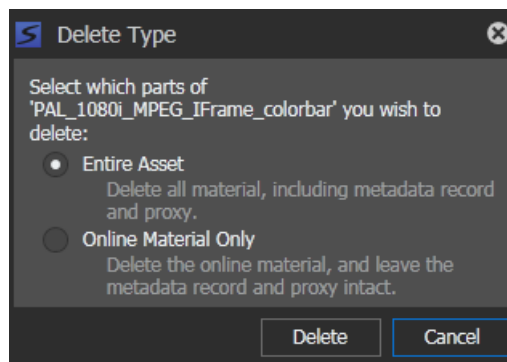 Delete Type
Select which parts of
'PAL_1080i_MPEG_IFrame_colorbar' you wish to
delete:
Entire Asset
Delete all material, including metadata record
and proxy.
Online Material Only
Delete the online material, and leave the
metadata record and proxy intact.
Delete
Cancel